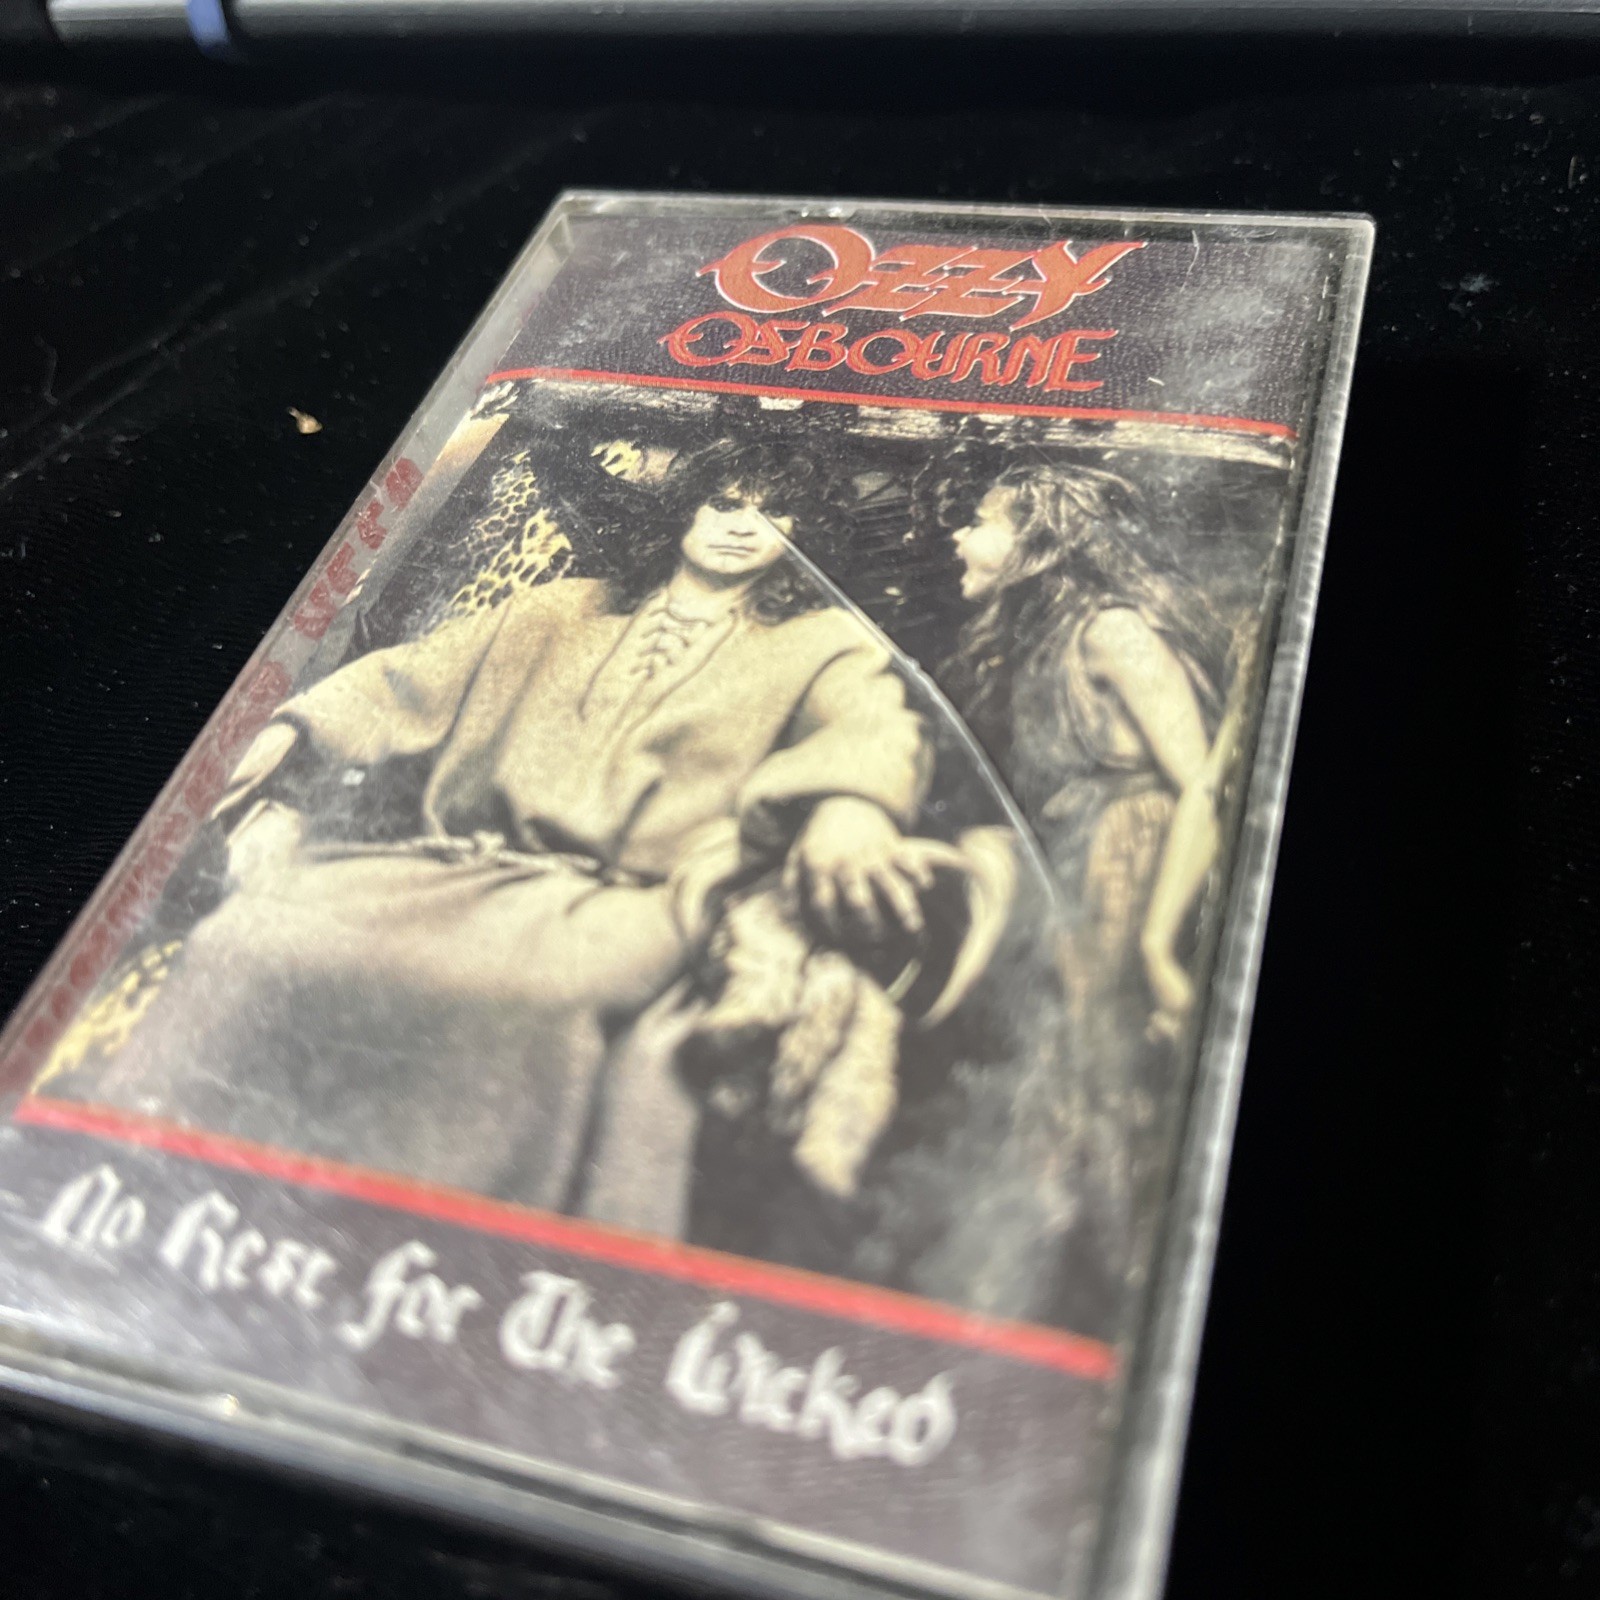 OZZY
OSBOURNE
No Rest for The Wicked